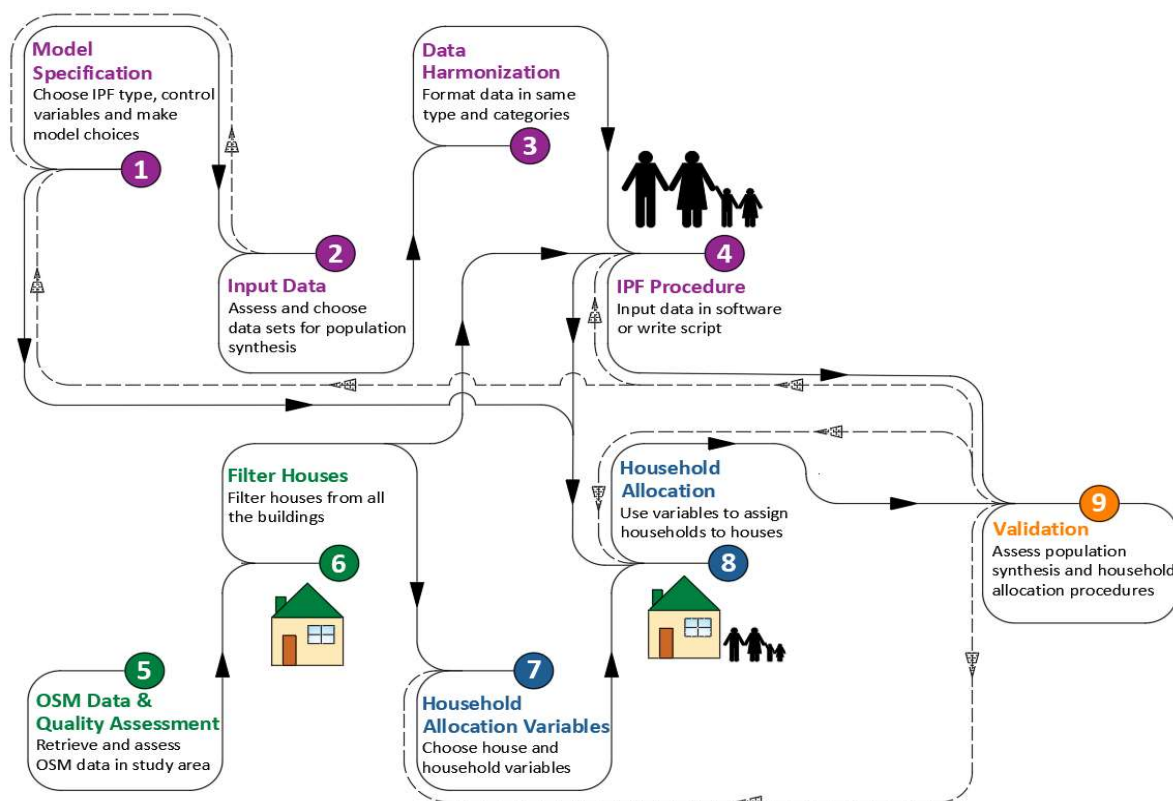 Model
Specification
Choose IPF type, control
variables and make
model choices
1
2
Input Data
Assess and choose
data sets for population
synthesis
Data
Harmonization
Format data in same
type and categories
3
4
IPF Procedure
Input data in software
or write script
5
OSM Data &
Quality Assessment
Retrieve and assess
OSM data in study area
Filter Houses
Filter houses from all
the buildings
6
7
Household
Allocation Variables
Choose house and
household variables
Household
Allocation
Use variables to assign
households to houses
8
9
Validation
Assess population
synthesis and household
allocation procedures